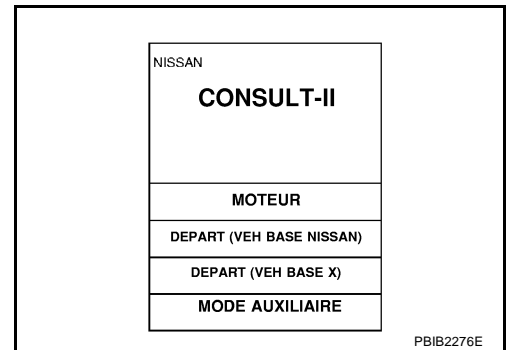 NISSAN
CONSULT-II
MOTEUR
DEPART (VEH BASE NISSAN)
DEPART (VEH BASE X)
MODE AUXILIAIRE
PBIB2276E